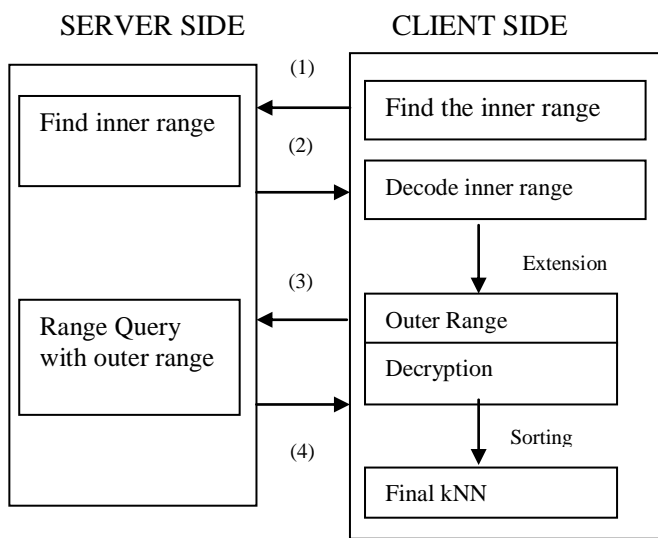 SERVER SIDE
CLIENT SIDE
(1)
Find inner range
Find the inner range
(2)
Decode inner range
Extension
(3)
Range Query
with outer range
Outer Range
Decryption
(4)
Sorting
Final kNN